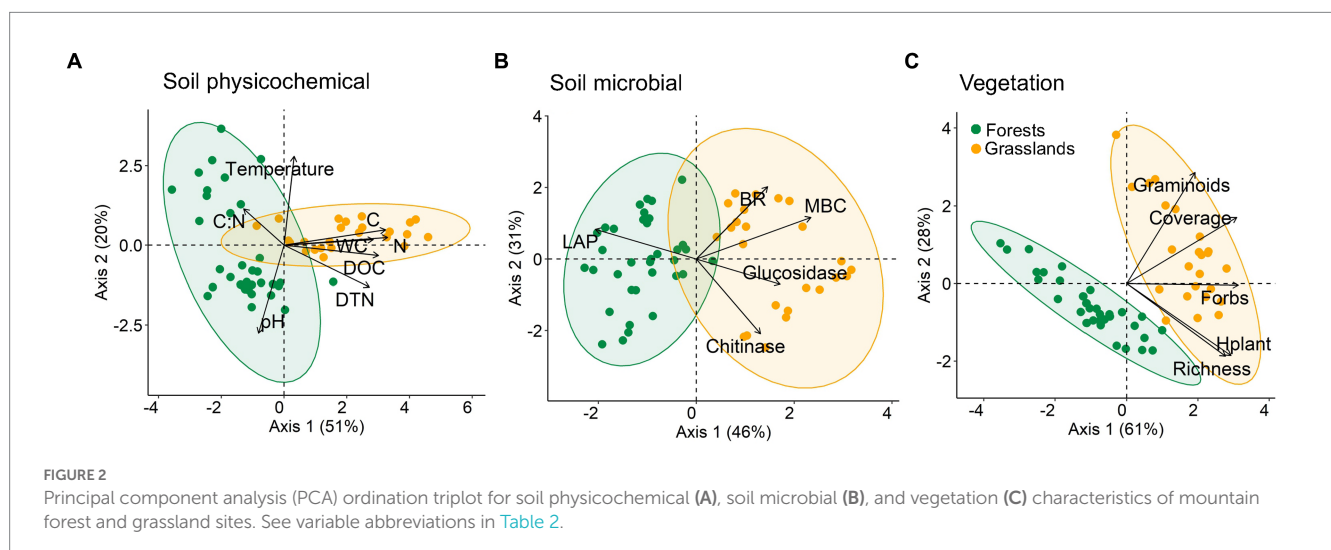 A
Soil physicochemical
Axis 2 (20%)
2.5
0.0
-2.5
-4
-2
0
2
4
6
Axis 1 (51%)
Temperature
C:N
C
WC
N
DOC
DTN
pH
B
Soil microbial
Axis 2 (31%)
4
2
0
-2
-4
-2
0
2
4
Axis 1 (46%)
BR
MBC
LAP
Glucosidase
Chitinase
C
Vegetation
Forests
Grasslands
Axis 2 (28%)
4
2
0
-2
-4
-2
0
2
4
Axis 1 (61%)
Graminoids
Coverage
Forbs
Hplant
Richness
FIGURE 2
Principal component analysis (PCA) ordination triplot for soil physicochemical (A), soil microbial (B), and vegetation (C) characteristics of mountain
forest and grassland sites. See variable abbreviations in Table 2.